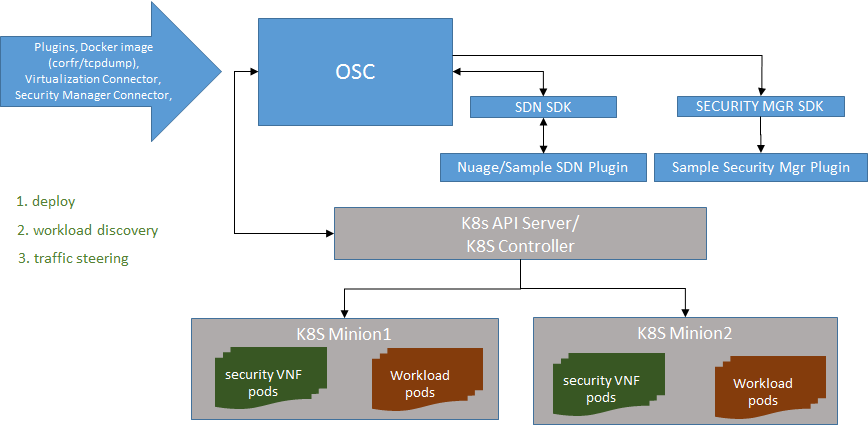 Plugins, Docker image
(corfr/tcpdump),
Virtualization Connector,
Security Manager Connector,
OSC
SDN SDK
SECURITY MGR SDK
Nuage/Sample SDN Plugin
Sample Security Mgr Plugin
1. deploy
2. workload discovery
3. traffic steering
K8s API Server/
K8S Controller
K8S Minion1
security VNF
pods
Workload
pods
K8S Minion2
security VNF
pods
Workload
pods